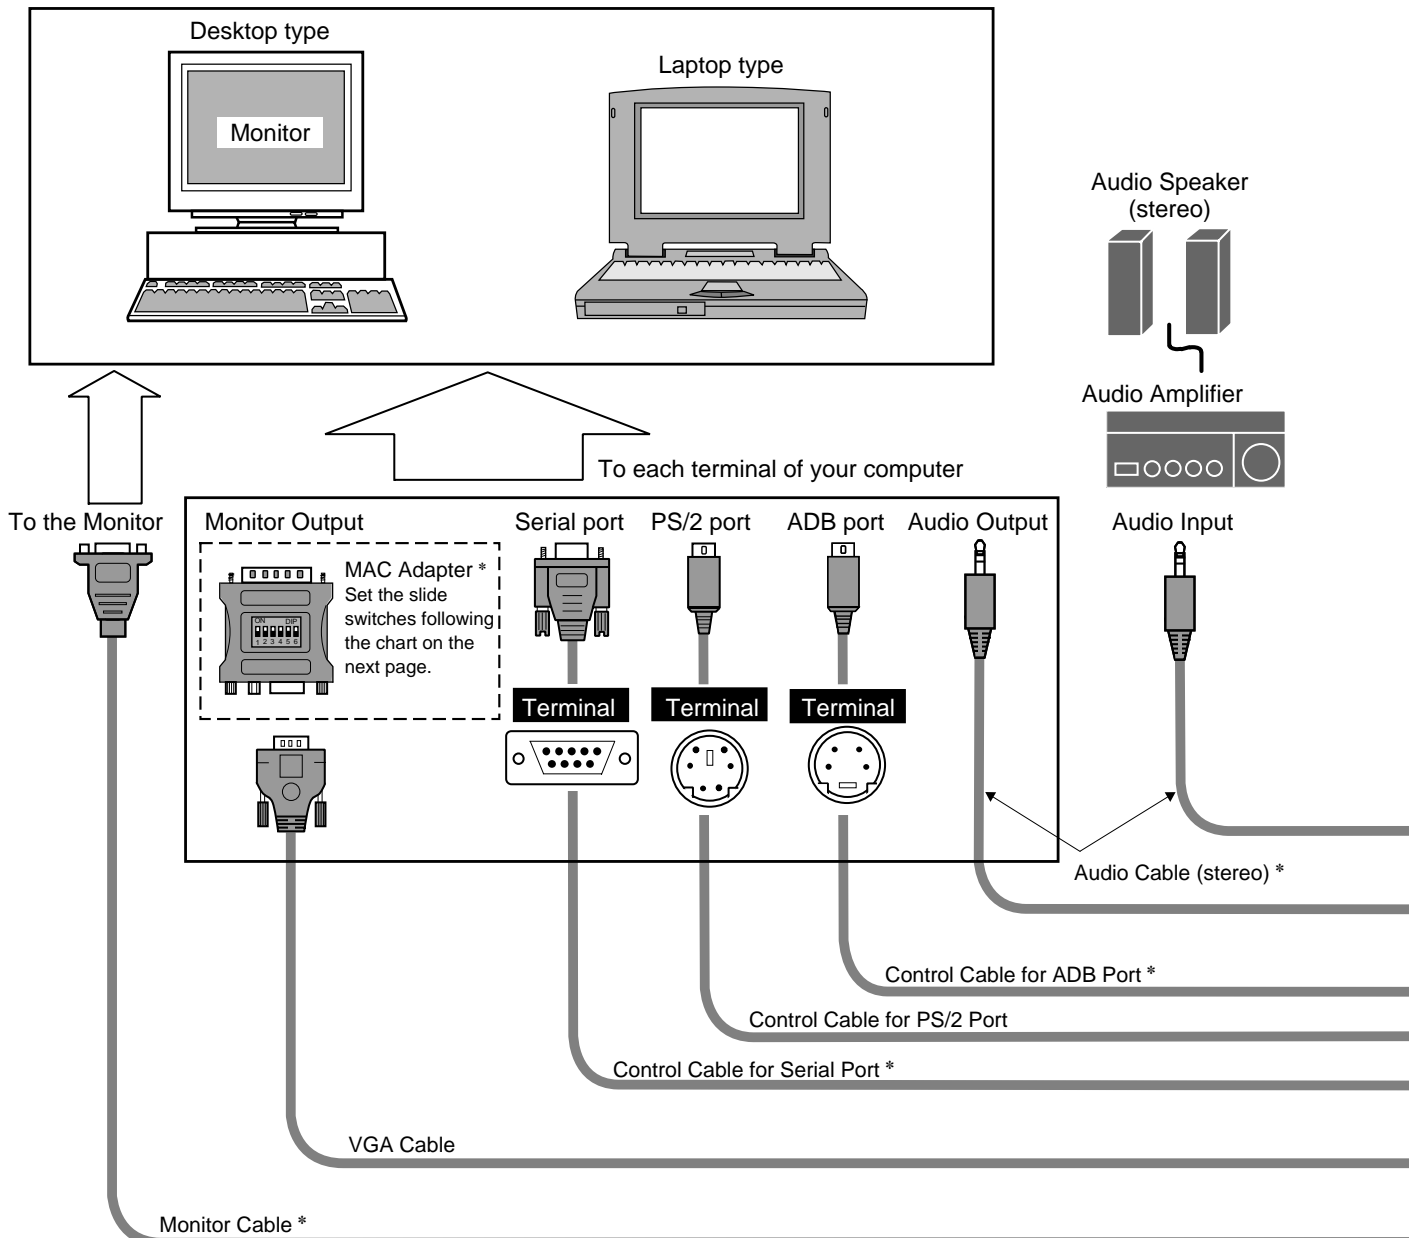 Desktop type
Laptop type
Monitor
Audio Speaker
(stereo)
Audio Amplifier
To each terminal of your computer
To the Monitor
Monitor Output
Serial port
PS/2 port
ADB port
Audio Output
Audio Input
MAC Adapter *
Set the slide
switches following
the chart on the
next page.
ON DIP
1 2 3 4 5 6
Terminal
Terminal
Terminal
Audio Cable (stereo) *
Control Cable for ADB Port *
Control Cable for PS/2 Port
Control Cable for Serial Port *
VGA Cable
Monitor Cable *